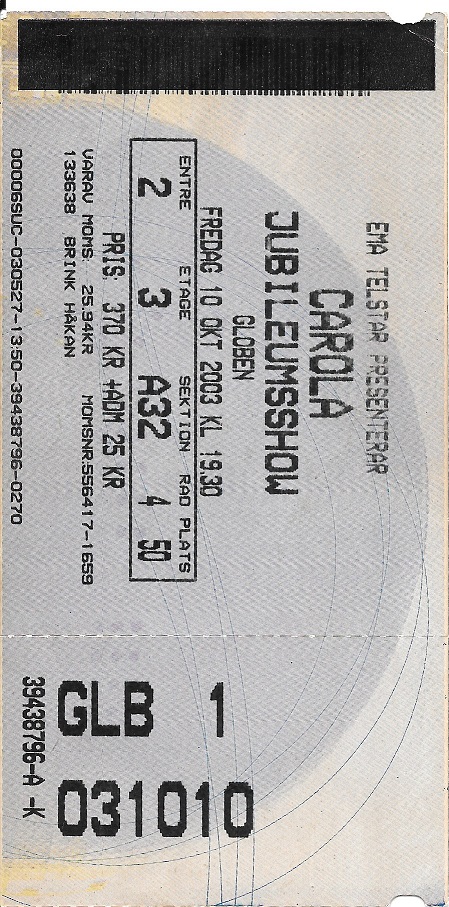 EMA TELSTAR PRESENTERAR
CAROLA
JUBILEUMSSHOW
GLOBEN
FREDAG 10 OKT 2003 KL 19.30
ENTRE ETAGE SEKTION RAD PLATS
2 3 A32 4 50
PRIS: 370 KR +ADM 25 KR
VARAV MOMS: 25.94KR MOMSNR:556417-1659
133638 BRINK HÅKAN
00006SUC-030527-13:50-39438796-0270
GLB 1
031010
39438796-A -K